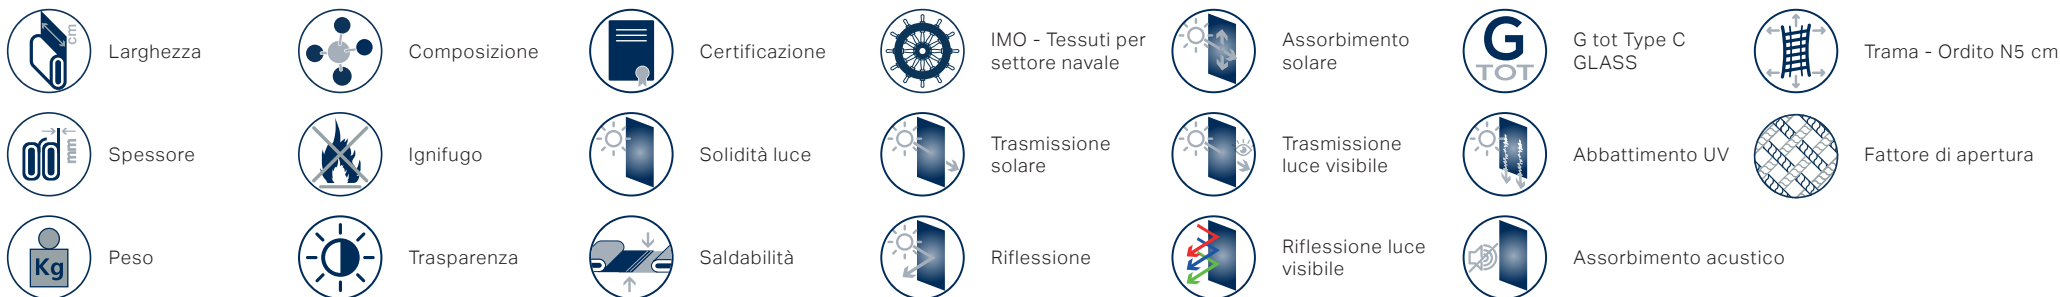 cm
Larghezza
Composizione
Certificazione
IMO - Tessuti per
settore navale
Assorbimento
solare
G
TOT
G tot Type C
GLASS
Trama - Ordito N5 cm
mm
Spessore
Ignifugo
Solidità luce
Trasmissione
solare
Trasmissione
luce visibile
Abbattimento UV
Fattore di apertura
Kg
Peso
Trasparenza
Saldabilità
Riflessione
Riflessione luce
visibile
Assorbimento acustico